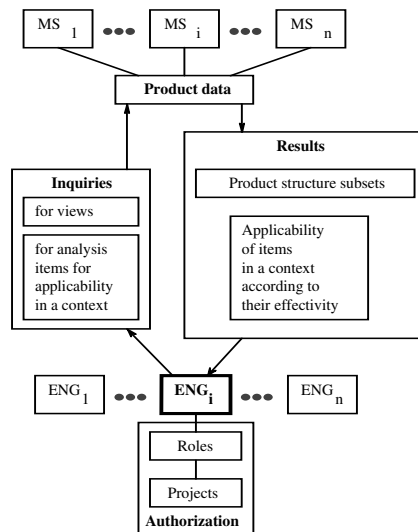 MS 1 ●●● MS i ●●● MS n
Product data
Results
Product structure subsets
Applicability
of items
in a context
according to
their effectivity
Inquiries
for views
for analysis
items for
applicability
in a context
ENG 1 ●●● ENG i ●●● ENG n
Roles
Projects
Authorization